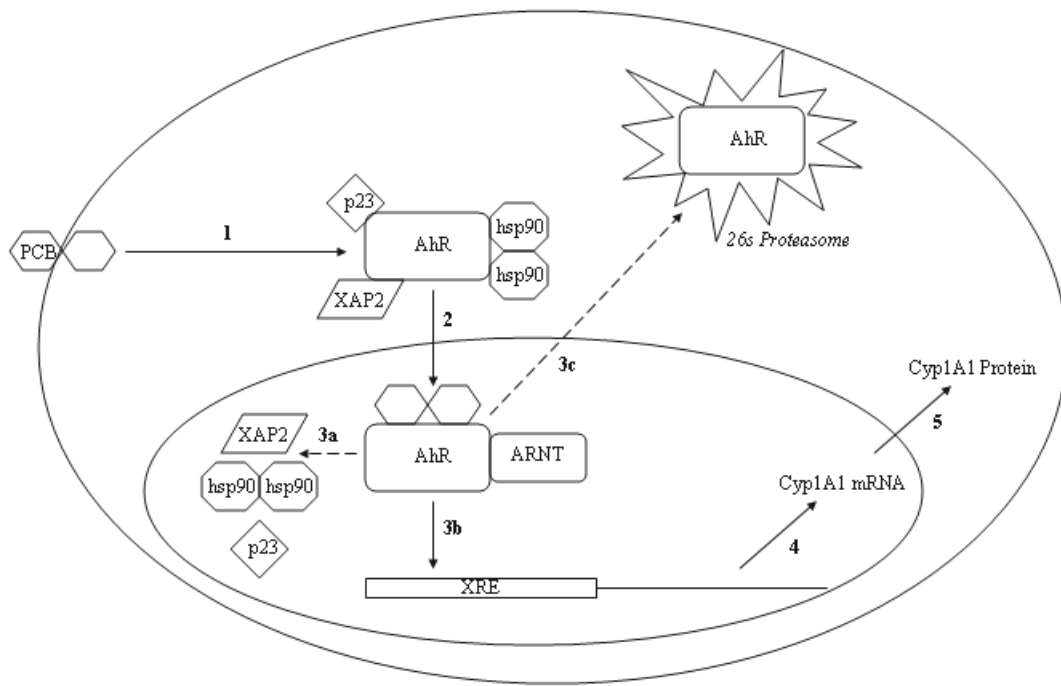 AhR
p23
hsp90
AhR
26s Proteasome
PCB
1
hsp90
XAP2
2
3c
Cyp1A1 Protein
XAP2
3a
AhR
ARNT
5
hsp90
hsp90
Cyp1A1 mRNA
p23
3b
4
XRE